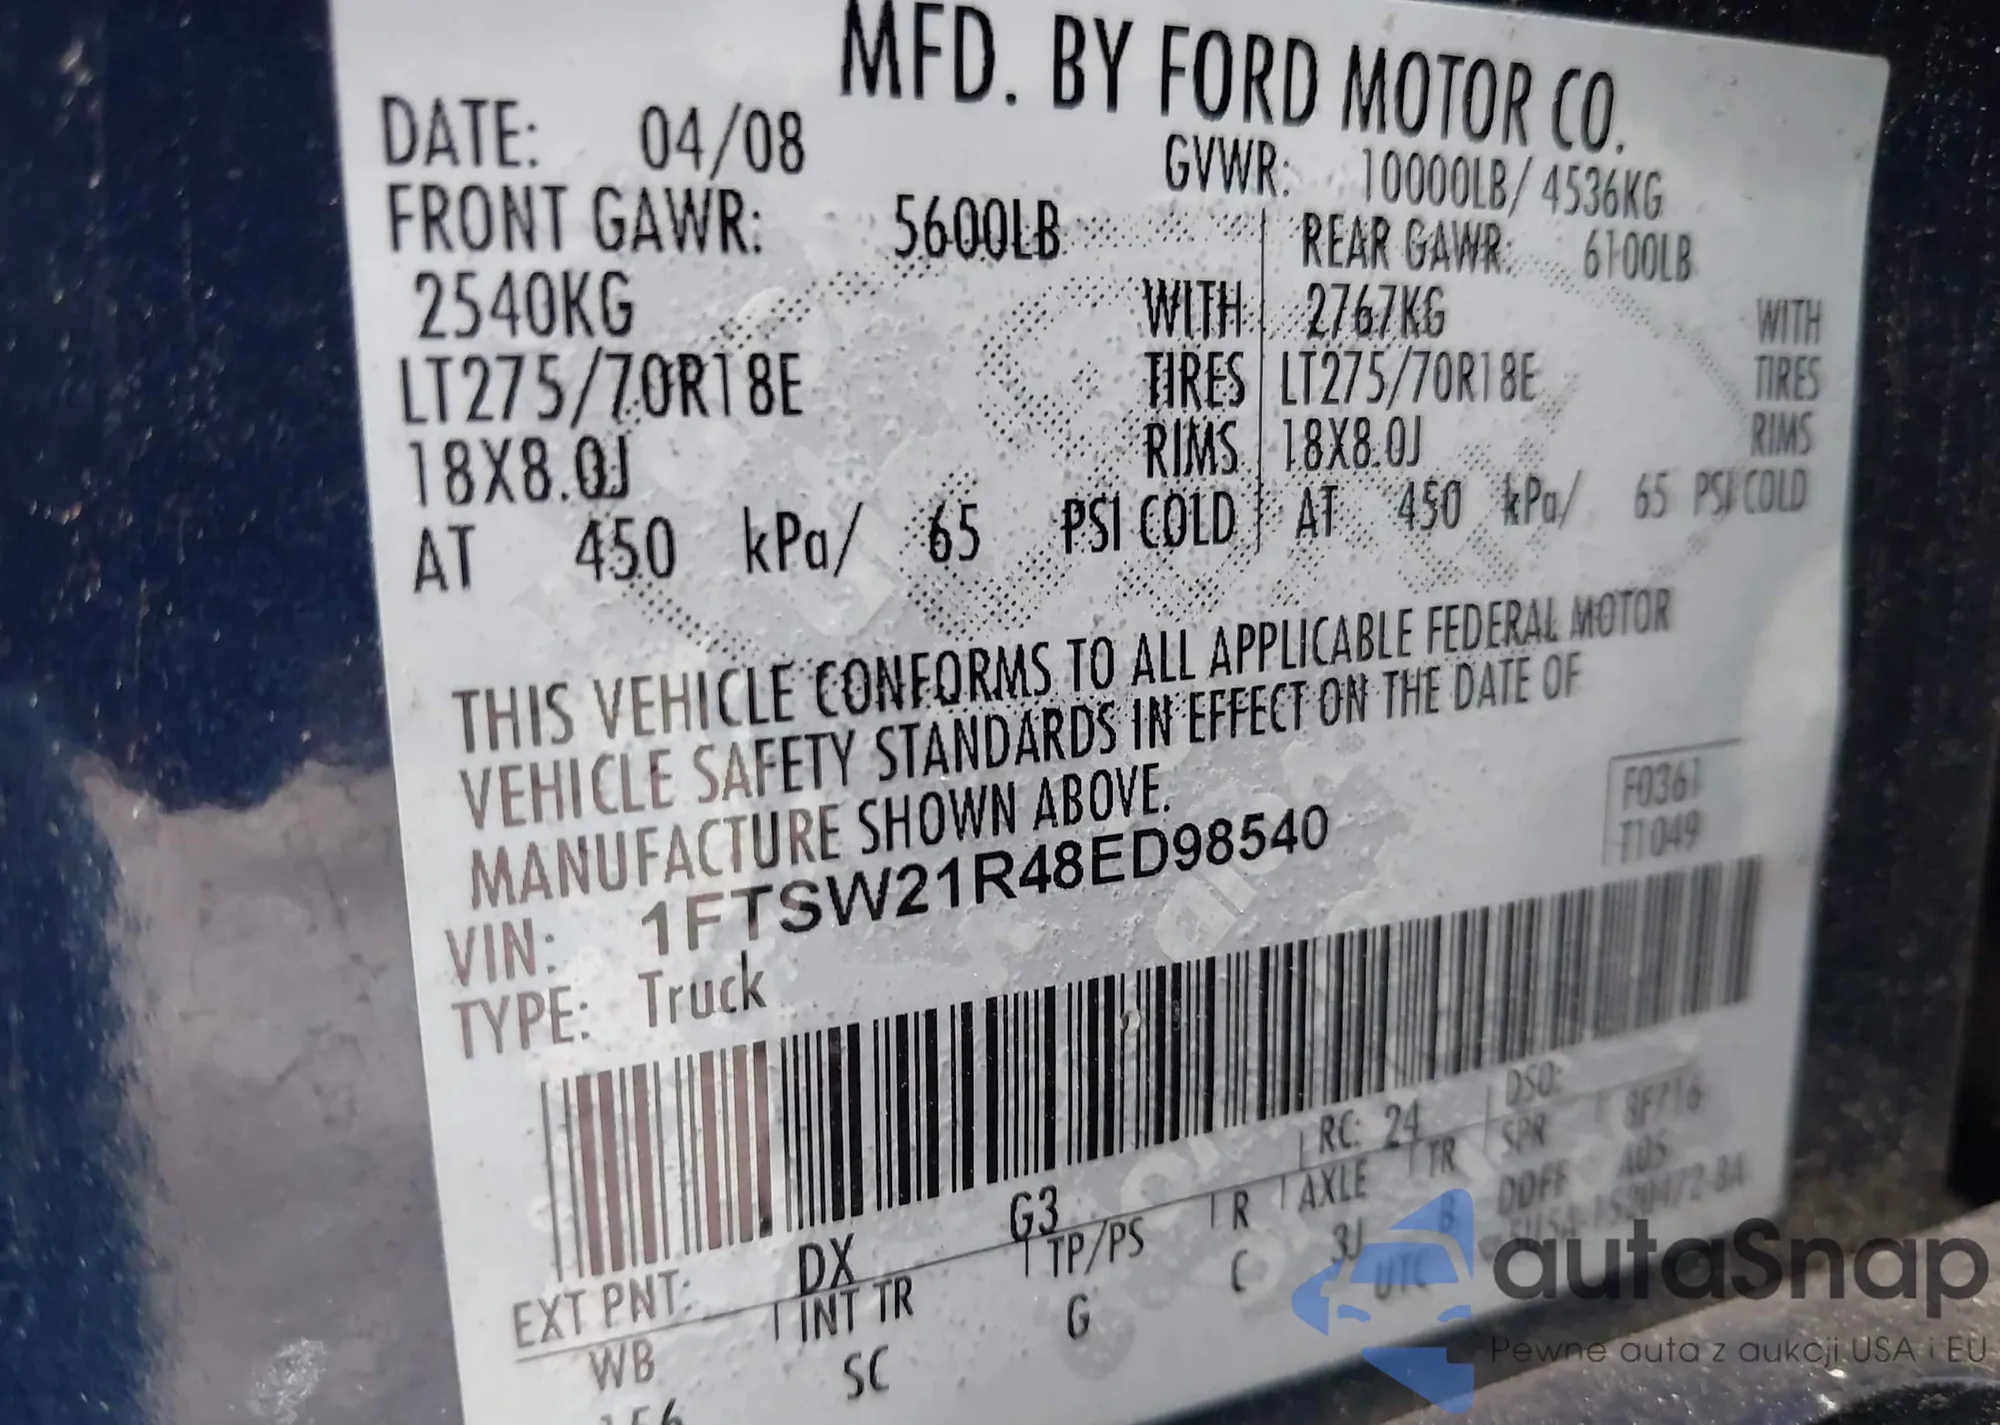 MFD. BY FORD MOTOR CO.
DATE: 04/08
GVWR: 10000LB/ 4536KG
FRONT GAWR: 5600LB
REAR GAWR: 6100LB
2540KG WITH
2767KG WITH
LT275/70R18E TIRES
LT275/70R18E TIRES
18X8.0J RIMS
18X8.0J RIMS
AT 450 kPa/ 65 PSI COLD
AT 450 kPa/ 65 PSI COLD
THIS VEHICLE CONFORMS TO ALL APPLICABLE FEDERAL MOTOR
VEHICLE SAFETY STANDARDS IN EFFECT ON THE DATE OF
MANUFACTURE SHOWN ABOVE.
F0361
T1049
VIN: 1FTSW21R48ED98540
TYPE: Truck
EXT PNT: DX G3 RC: 24 DSO:
WB INT TR TP/PS R AXLE TR SPR
SC G C 3J B DDFF
UTC
autaSnap
Pewne auta z aukcji USA i EU